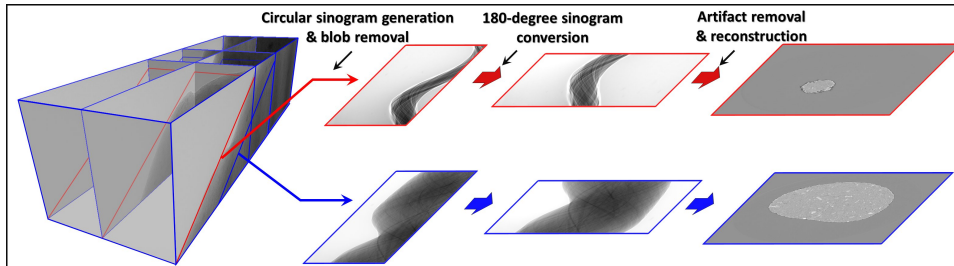 Circular sinogram generation
& blob removal
180-degree sinogram
conversion
Artifact removal
& reconstruction